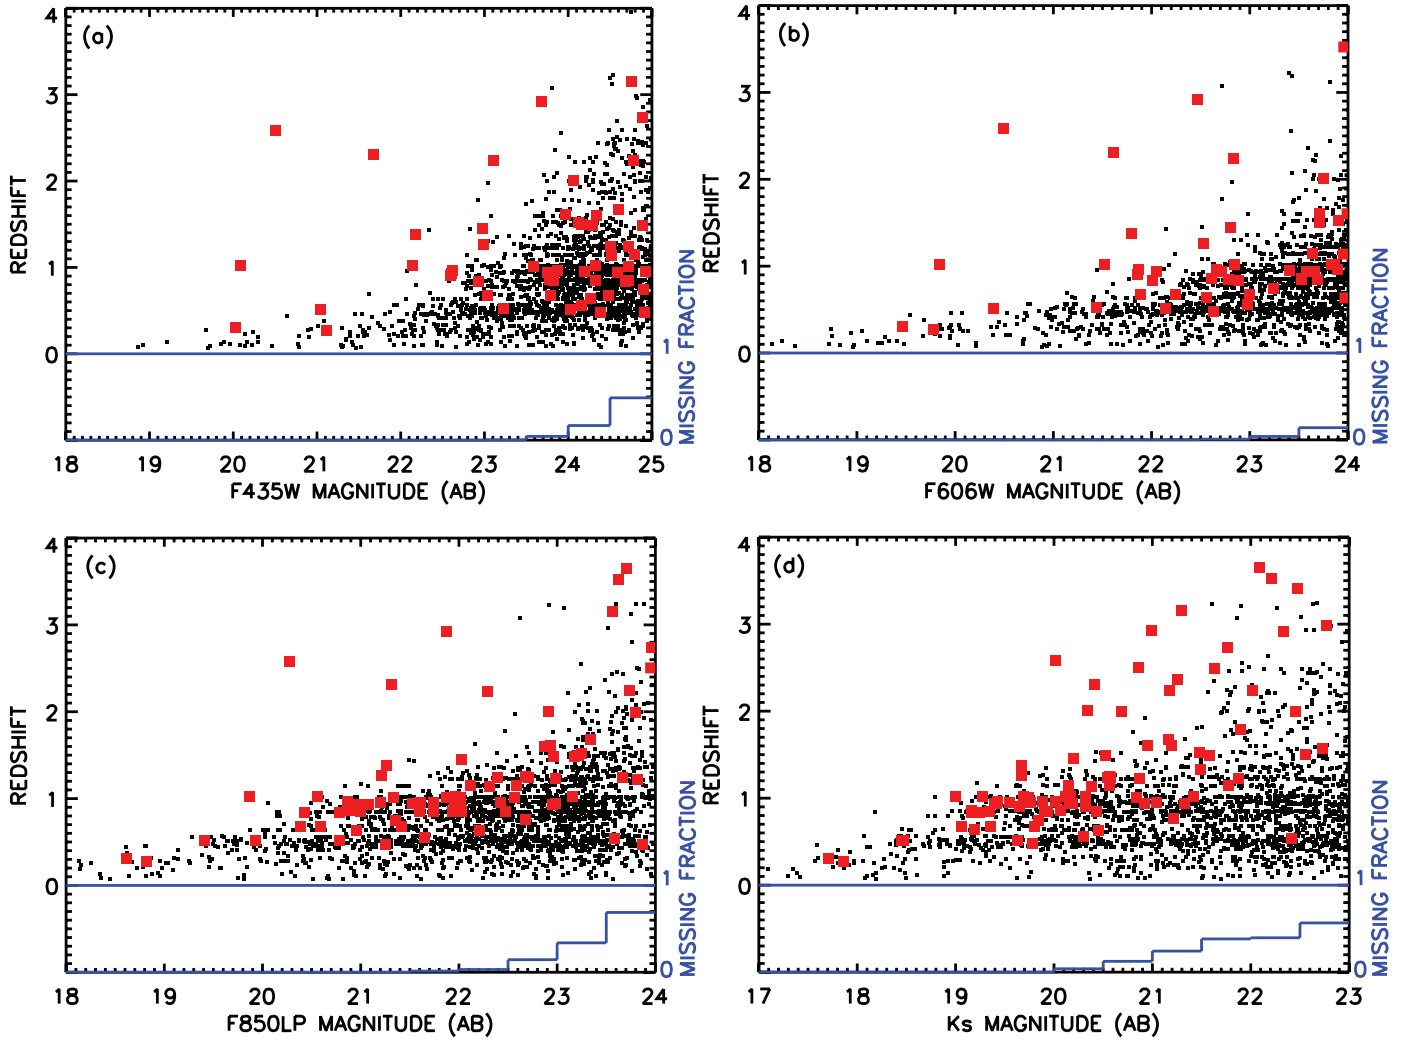 (a)
4
3
2
1
0
REDSHIFT
1
0
MISSING FRACTION
18 19 20 21 22 23 24 25
F435W MAGNITUDE (AB)
(b)
4
3
2
1
0
REDSHIFT
1
0
MISSING FRACTION
18 19 20 21 22 23 24
F606W MAGNITUDE (AB)
(c)
4
3
2
1
0
REDSHIFT
1
0
MISSING FRACTION
18 19 20 21 22 23 24
F850LP MAGNITUDE (AB)
(d)
4
3
2
1
0
REDSHIFT
1
0
MISSING FRACTION
17 18 19 20 21 22 23
Ks MAGNITUDE (AB)